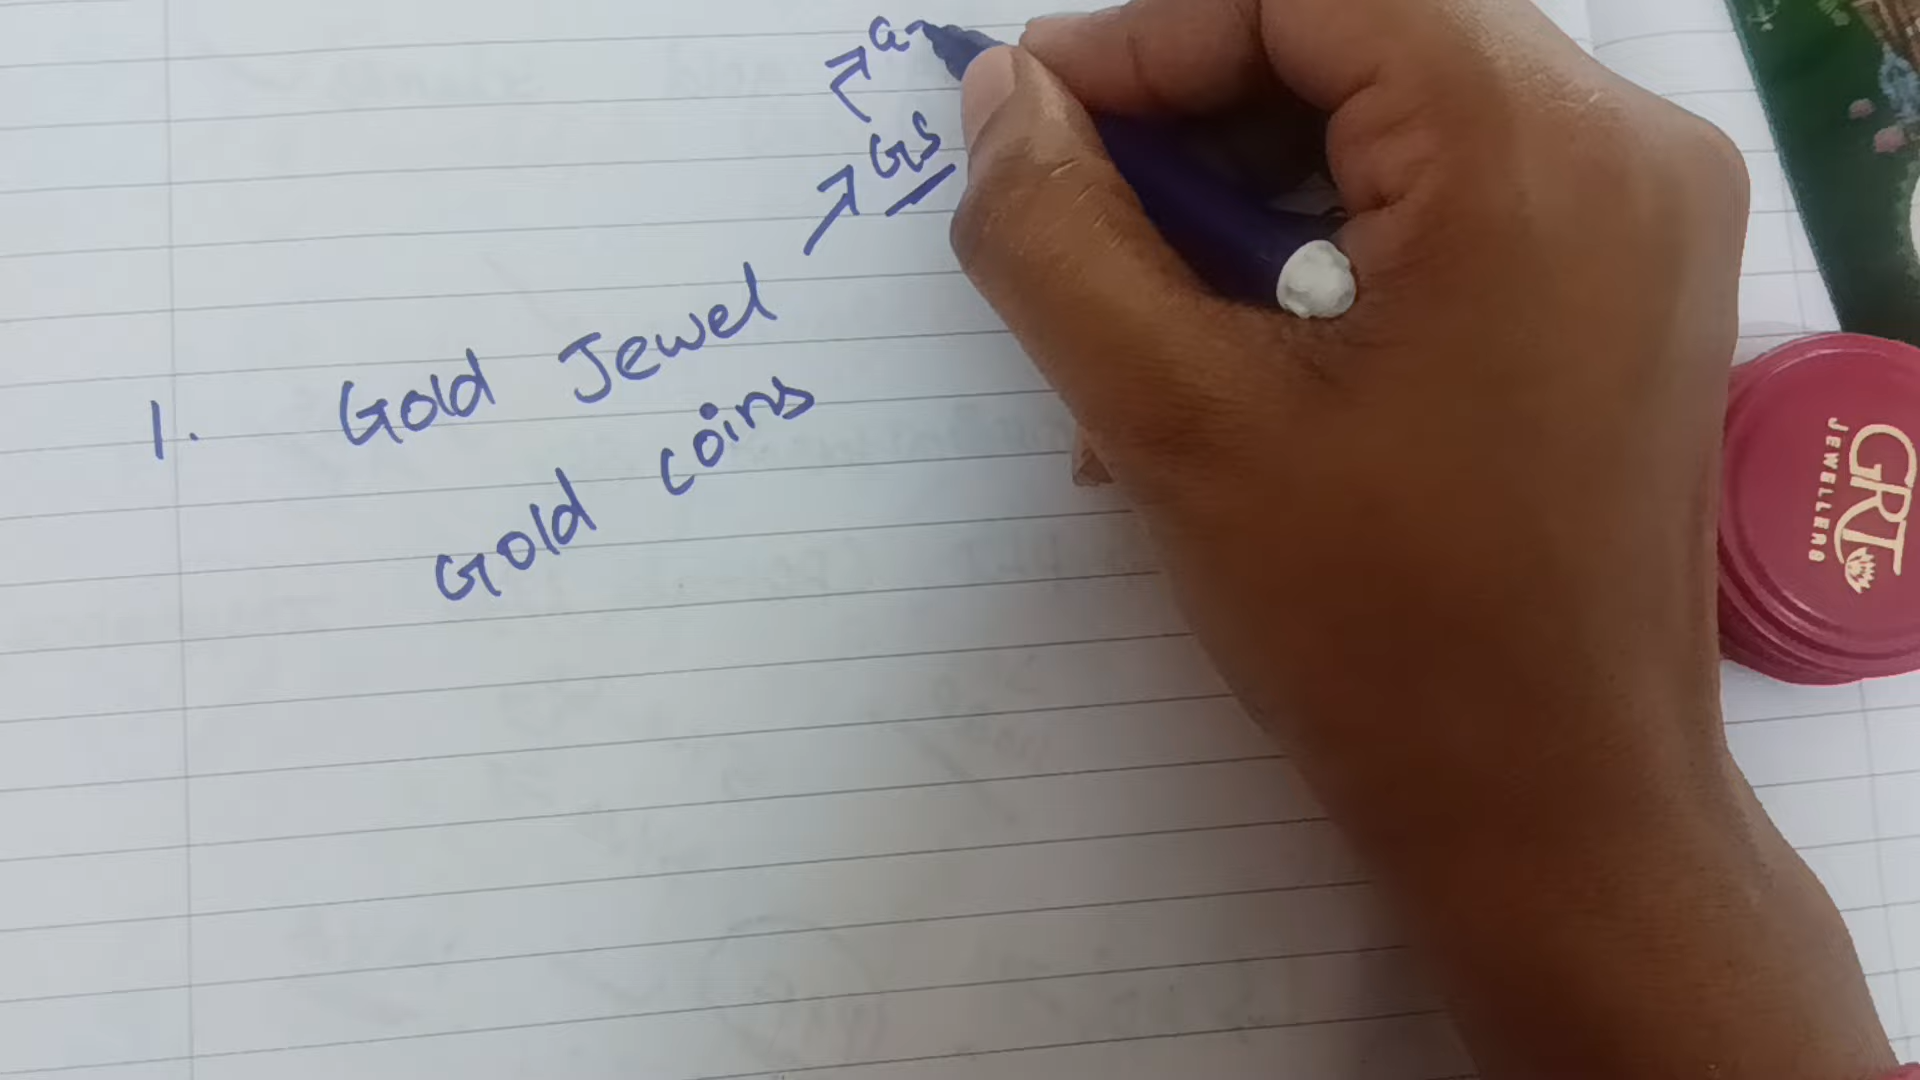 GS
1. Gold Jewel
Gold coins
GRT
JEWELLERS